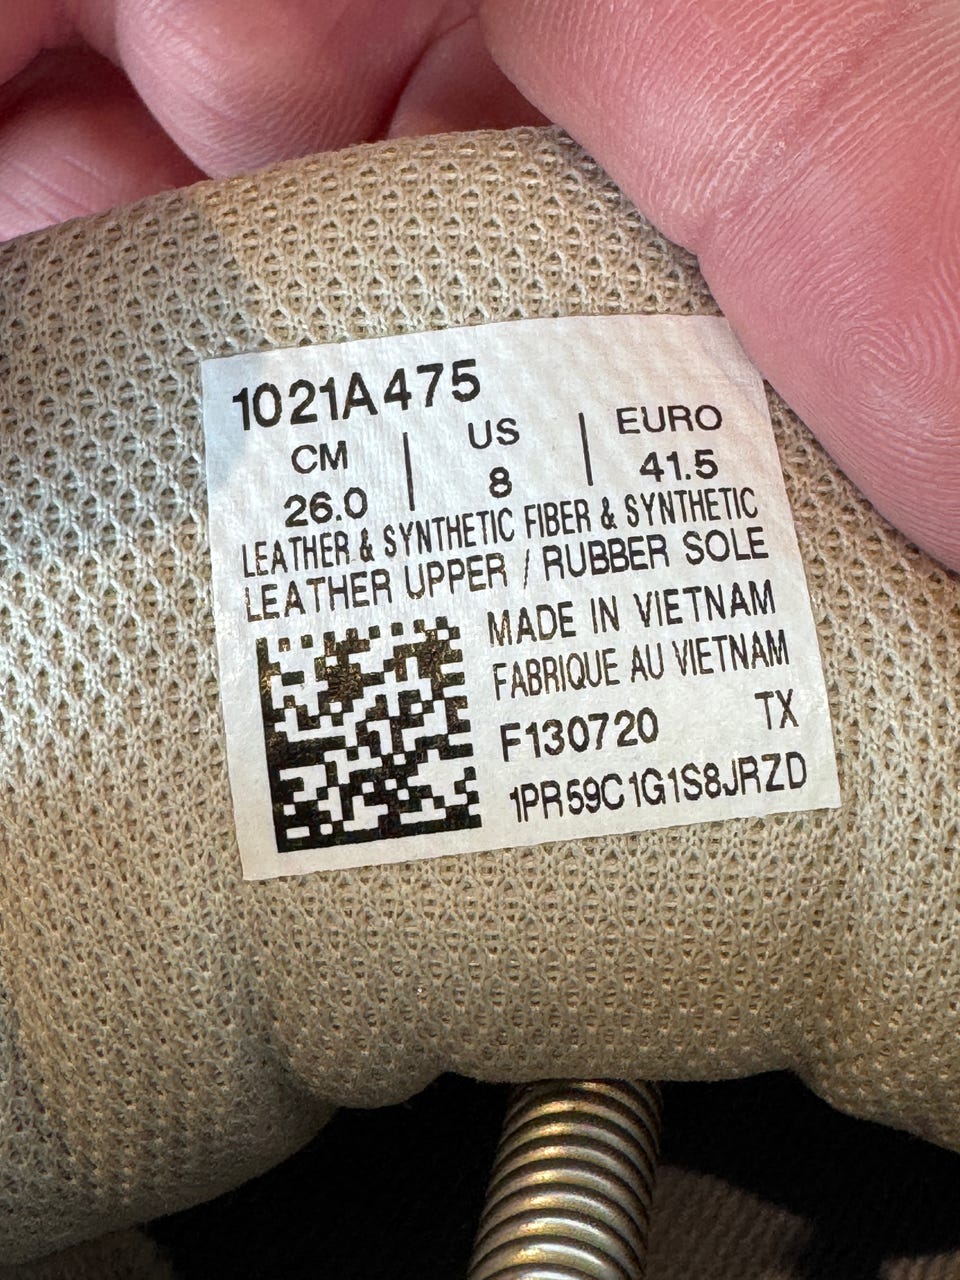 1021A475
CM | US | EURO
26.0 | 8 | 41.5
LEATHER & SYNTHETIC FIBER & SYNTHETIC
LEATHER UPPER / RUBBER SOLE
MADE IN VIETNAM
FABRIQUE AU VIETNAM
F130720 TX
1PR59C1G1S8JRZD